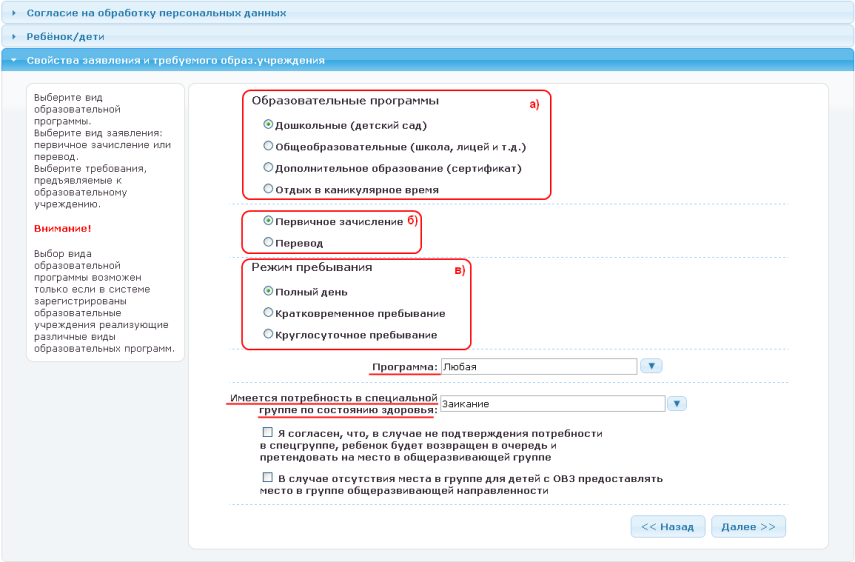 Согласие на обработку персональных данных
Ребёнок/дети
Свойства заявления и требуемого образ.учреждения
Выберите вид
образовательной
программы.
Выберите вид заявления:
первичное зачисление или
перевод.
Выберите требования,
предъявляемые к
образовательному
учреждению.
Внимание!
Выбор вида
образовательной
программы возможен
только если в системе
зарегистрированы
образовательные
учреждения реализующие
различные виды
образовательных программ.
Образовательные программы
а)
Дошкольные (детский сад)
Общеобразовательные (школа, лицей и т.д.)
Дополнительное образование (сертификат)
Отдых в каникулярное время
Первичное зачисление б)
Перевод
Режим пребывания
в)
Полный день
Кратковременное пребывание
Круглосуточное пребывание
Программа: Любая
Имеется потребность в специальной
группе по состоянию здоровья: Заикание
Я согласен, что, в случае не подтверждения потребности
в спецгруппе, ребенок будет возвращен в очередь и
претендовать на место в общеразвивающей группе
В случае отсутствия места в группе для детей с ОВЗ предоставлять
место в группе общеразвивающей направленности
<< Назад Далее >>